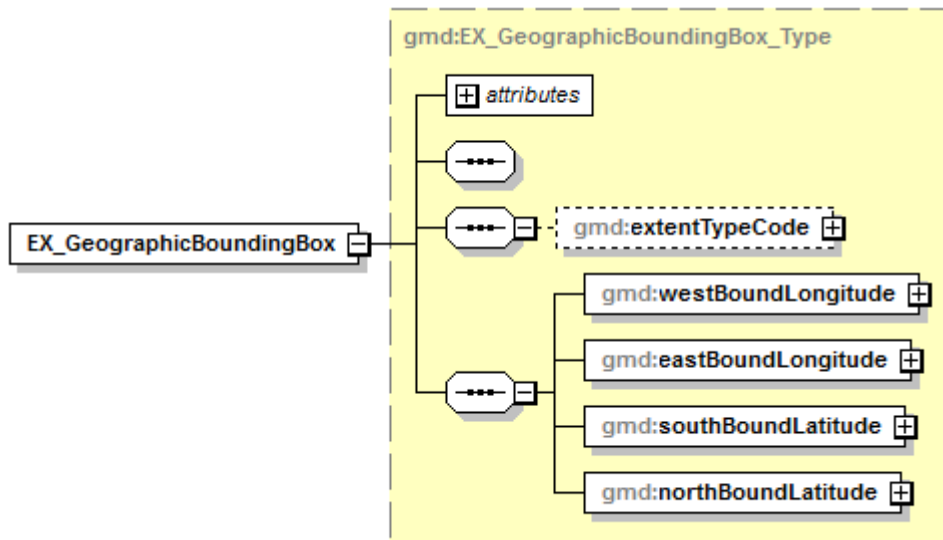 gmd:EX_GeographicBoundingBox_Type
attributes
EX_GeographicBoundingBox
gmd:extentTypeCode
gmd:westBoundLongitude
gmd:eastBoundLongitude
gmd:southBoundLatitude
gmd:northBoundLatitude